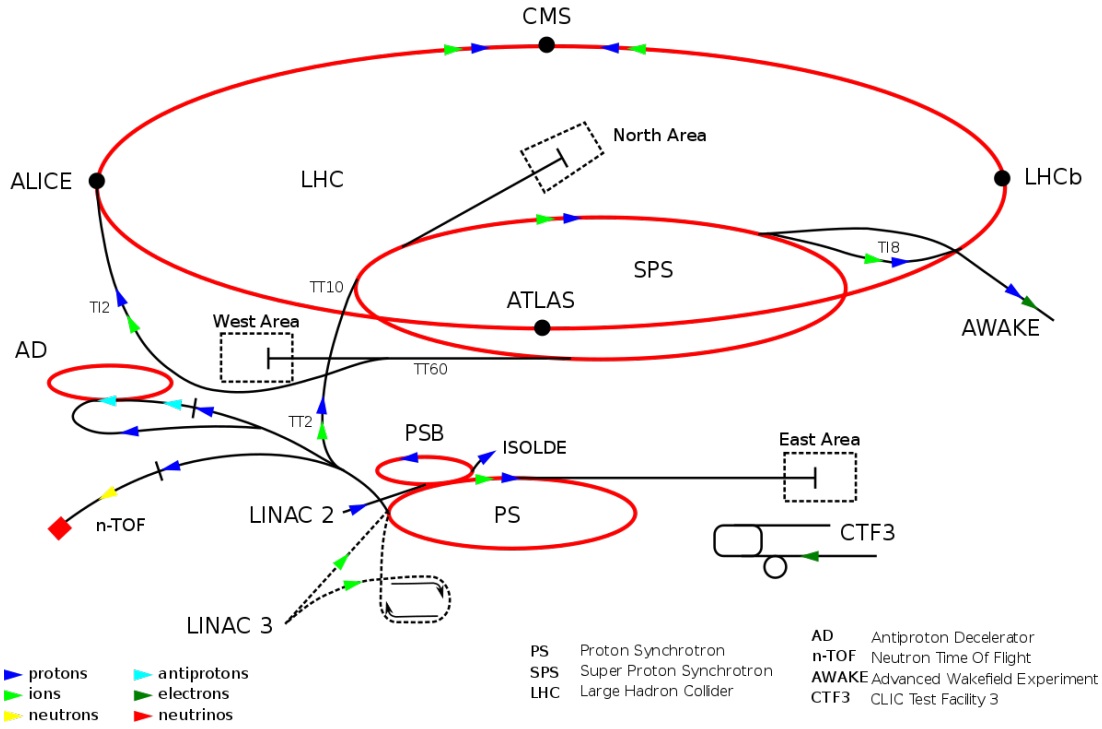 CMS
North Area
ALICE
LHC
LHCb
TI8
SPS
TT10
ATLAS
TI2
West Area
AWAKE
AD
TT60
TT2
PSB
ISOLDE
East Area
LINAC 2
PS
n-TOF
CTF3
LINAC 3
protons
antiprotons
ions
electrons
neutrons
neutrinos
PS Proton Synchrotron
SPS Super Proton Synchrotron
LHC Large Hadron Collider
AD Antiproton Decelerator
n-TOF Neutron Time Of Flight
AWAKE Advanced Wakefield Experiment
CTF3 CLIC Test Facility 3